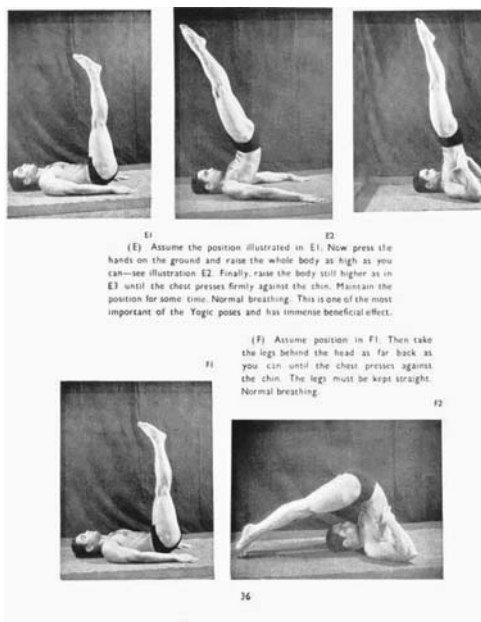 E1
E2
(E) Assume the position illustrated in E1. Now press the
hands on the ground and raise the whole body as high as you
can—see illustration E2. Finally, raise the body still higher as in
E3 until the chest presses firmly against the chin. Maintain the
position for some time. Normal breathing. This is one of the most
important of the Yogic poses and has immense beneficial effect.
F1
(F) Assume position in F1. Then take
the legs behind the head as far back as
you can until the chest presses against
the chin. The legs must be kept straight.
Normal breathing.
F2
36